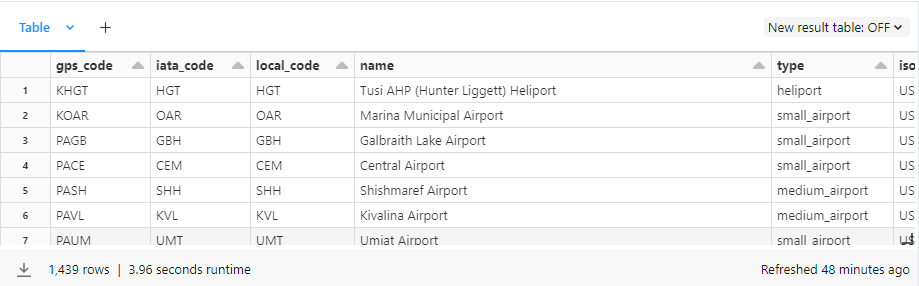 Table
New result table: OFF
gps_code iata_code local_code name type iso
1 KHGT HGT HGT Tusi AHP (Hunter Liggett) Heliport heliport US
2 KOAR OAR OAR Marina Municipal Airport small_airport US
3 PAGB GBH GBH Galbraith Lake Airport small_airport US
4 PACE CEM CEM Central Airport small_airport US
5 PASH SHH SHH Shishmaref Airport medium_airport US
6 PAVL KVL KVL Kivalina Airport medium_airport US
7 PAUM UMT UMT Umiat Airport small_airport US
1,439 rows | 3.96 seconds runtime
Refreshed 48 minutes ago